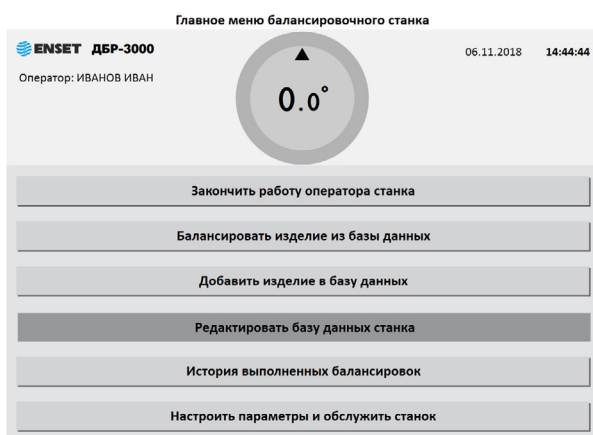 Главное меню балансировочного станка
ENSET ДБР-3000
06.11.2018 14:44:44
Оператор: ИВАНОВ ИВАН
0.0°
Закончить работу оператора станка
Балансировать изделие из базы данных
Добавить изделие в базу данных
Редактировать базу данных станка
История выполненных балансировок
Настроить параметры и обслужить станок